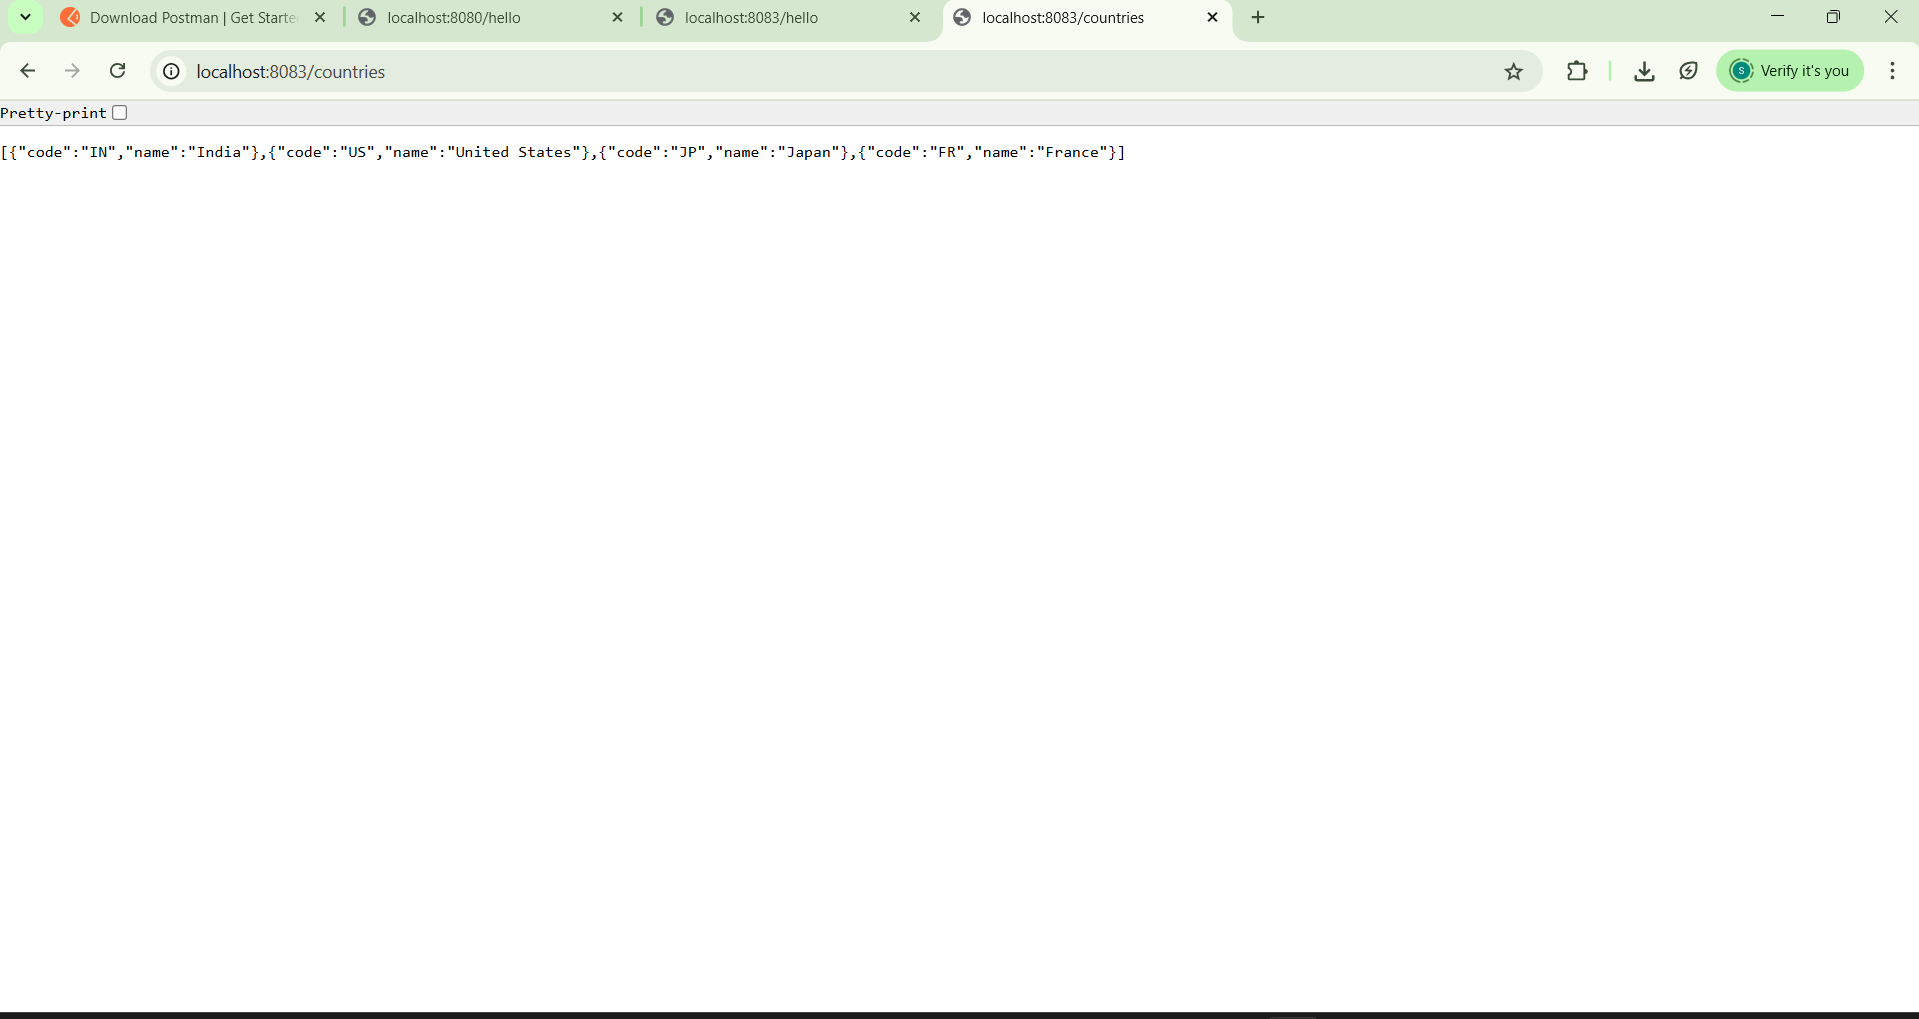 Download Postman | Get Starte
localhost:8080/hello
localhost:8083/hello
localhost:8083/countries
localhost:8083/countries
S
Verify it's you
Pretty-print
[{"code":"IN","name":"India"},{"code":"US","name":"United States"},{"code":"JP","name":"Japan"},{"code":"FR","name":"France"}]